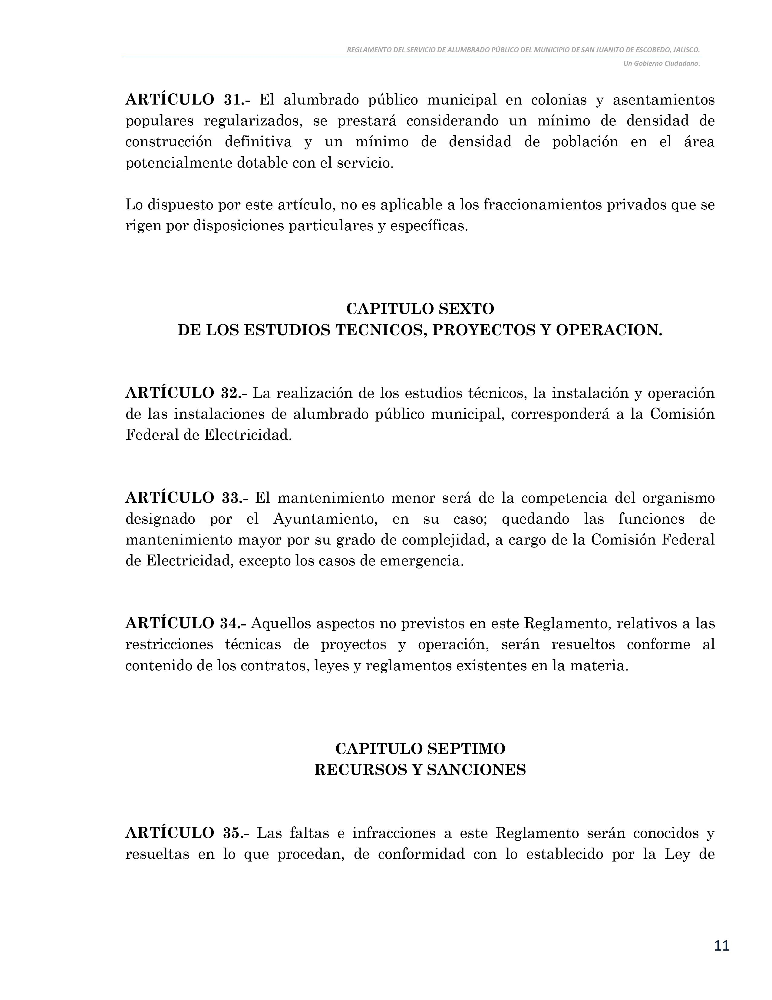 REGLAMENTO DEL SERVICIO DE ALUMBRADO PÚBLICO DEL MUNICIPIO DE SAN JUANITO DE ESCOBEDO, JALISCO.
Un Gobierno Ciudadano.
ARTÍCULO 31.- El alumbrado público municipal en colonias y asentamientos
populares regularizados, se prestará considerando un mínimo de densidad de
construcción definitiva y un mínimo de densidad de población en el área
potencialmente dotable con el servicio.
Lo dispuesto por este artículo, no es aplicable a los fraccionamientos privados que se
rigen por disposiciones particulares y específicas.
CAPITULO SEXTO
DE LOS ESTUDIOS TECNICOS, PROYECTOS Y OPERACION.
ARTÍCULO 32.- La realización de los estudios técnicos, la instalación y operación
de las instalaciones de alumbrado público municipal, corresponderá a la Comisión
Federal de Electricidad.
ARTÍCULO 33.- El mantenimiento menor será de la competencia del organismo
designado por el Ayuntamiento, en su caso; quedando las funciones de
mantenimiento mayor por su grado de complejidad, a cargo de la Comisión Federal
de Electricidad, excepto los casos de emergencia.
ARTÍCULO 34.- Aquellos aspectos no previstos en este Reglamento, relativos a las
restricciones técnicas de proyectos y operación, serán resueltos conforme al
contenido de los contratos, leyes y reglamentos existentes en la materia.
CAPITULO SEPTIMO
RECURSOS Y SANCIONES
ARTÍCULO 35.- Las faltas e infracciones a este Reglamento serán conocidos y
resueltas en lo que procedan, de conformidad con lo establecido por la Ley de
11